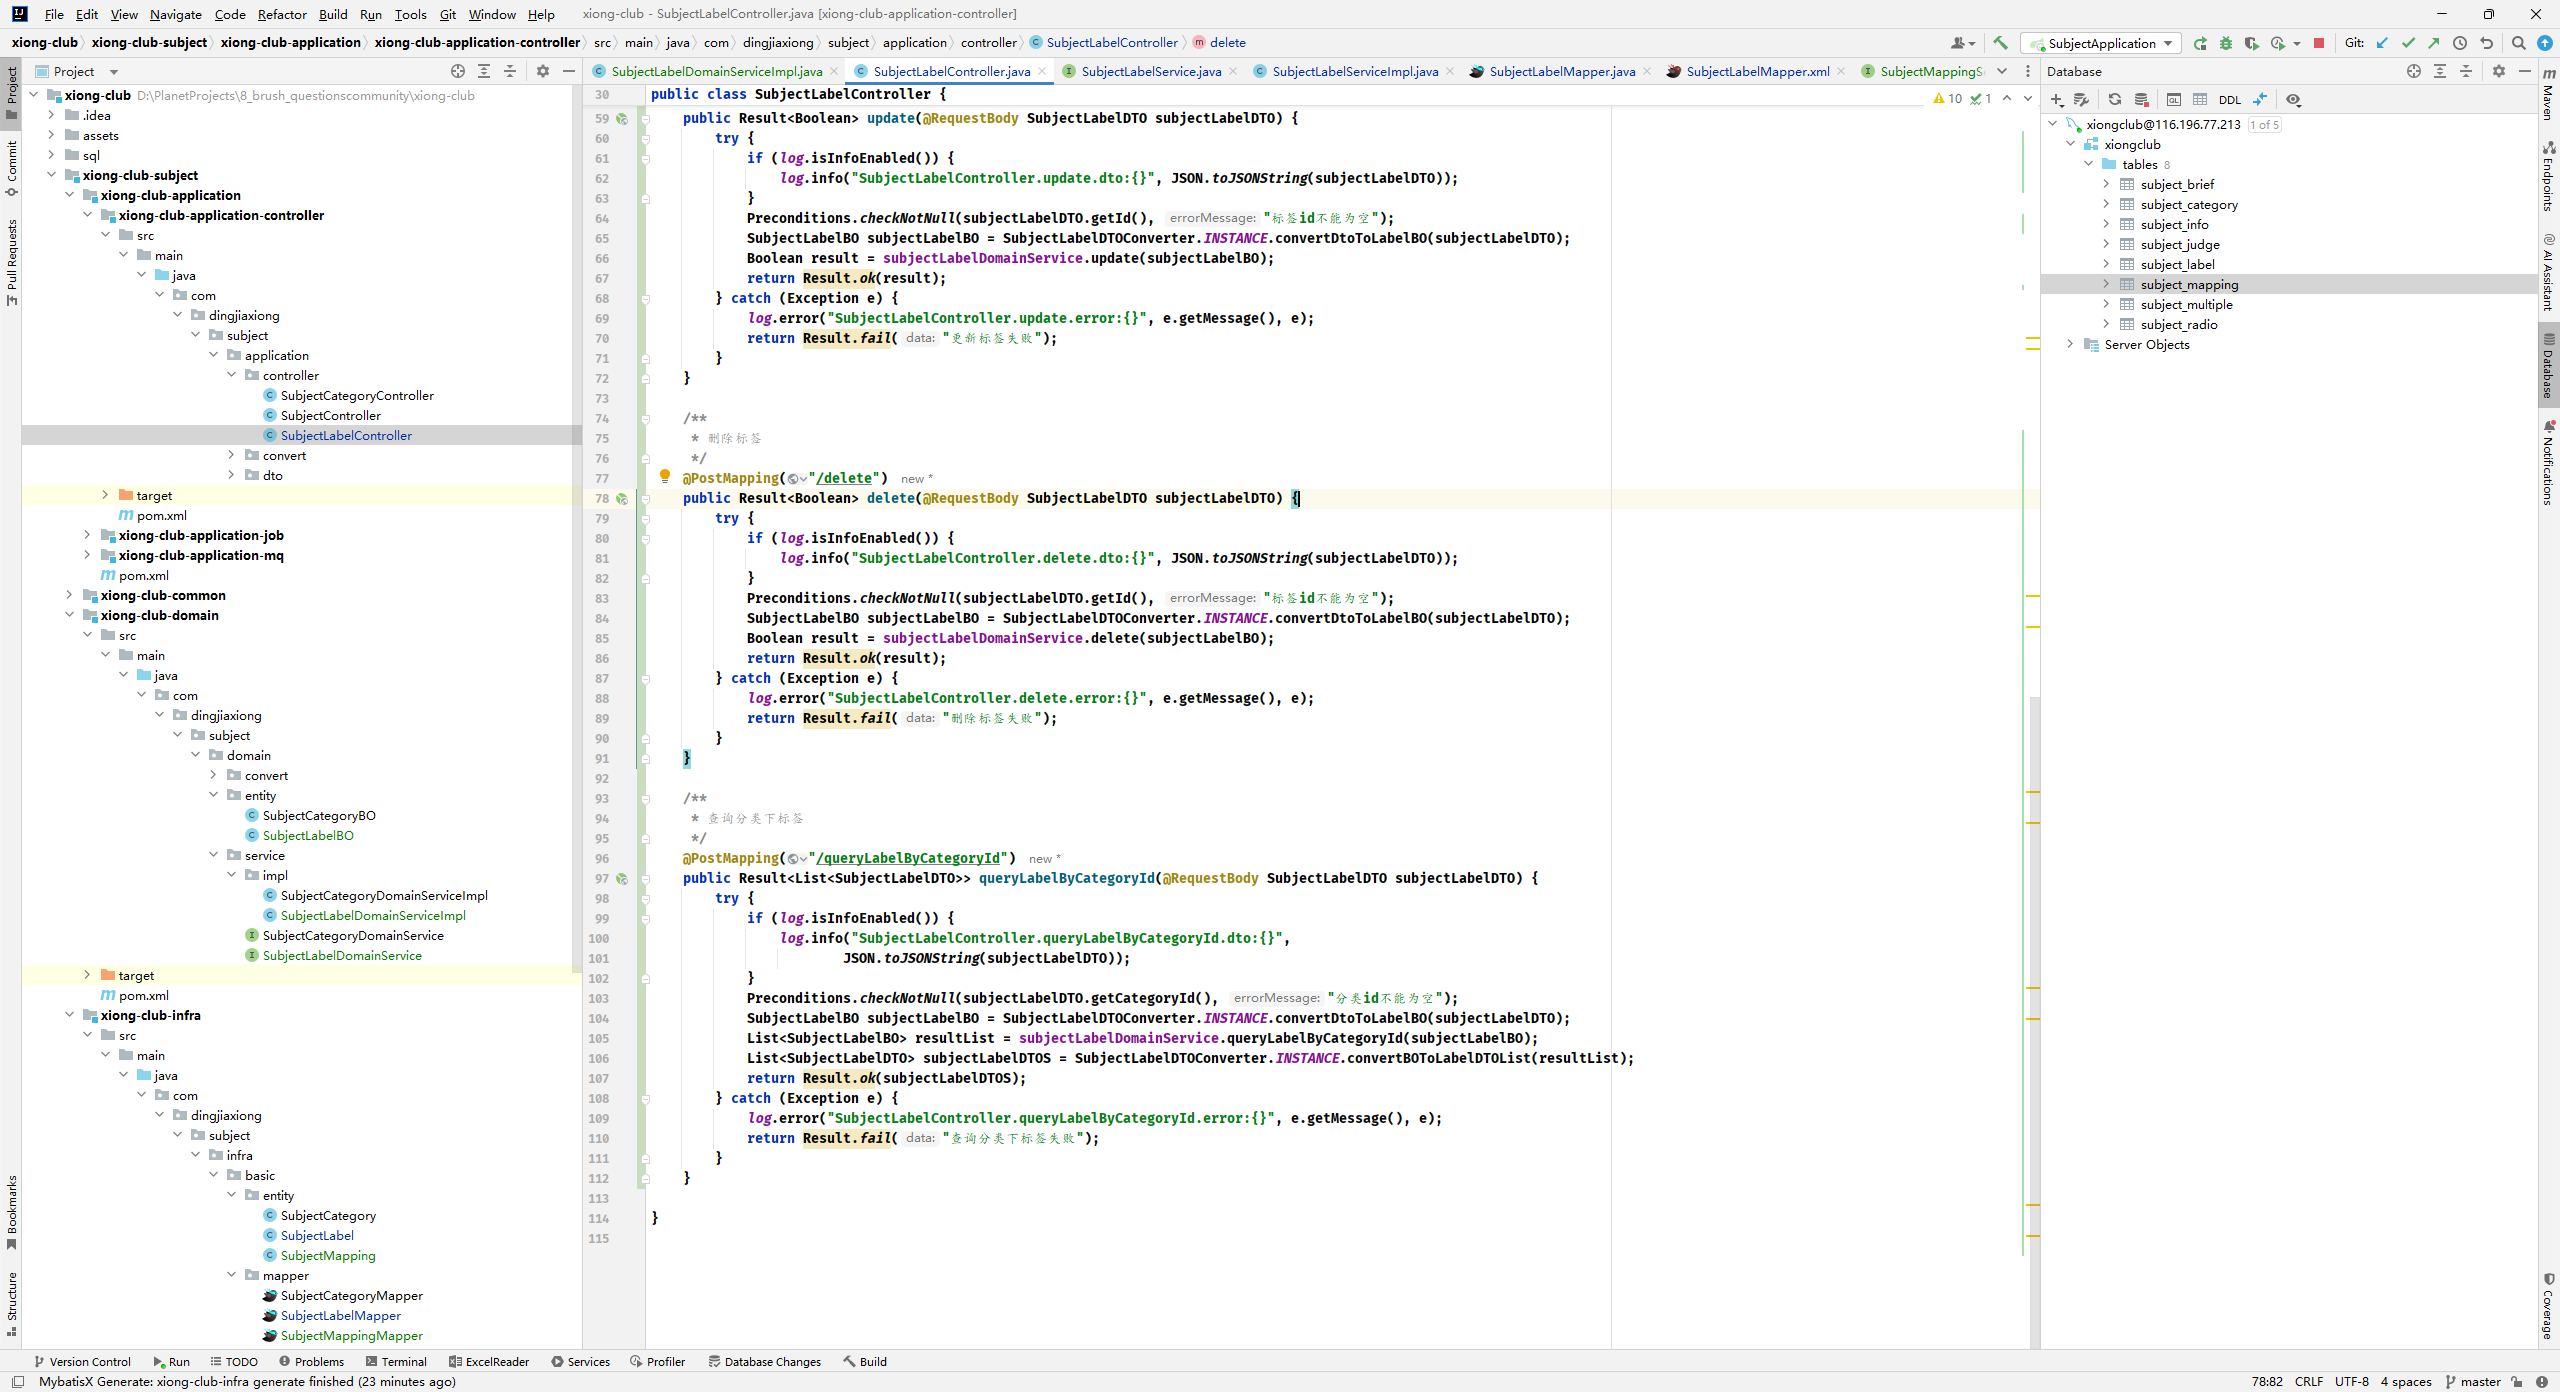 File Edit View Navigate Code Refactor Build Run Tools Git Window Help xiong-club - SubjectLabelController.java [xiong-club-application-controller]
xiong-club xiong-club-subject xiong-club-application xiong-club-application-controller src main java com dingjiaxiong subject application controller SubjectLabelController delete SubjectApplication Git:
Project
SubjectLabelDomainServiceImpl.java SubjectLabelController.java SubjectLabelService.java SubjectLabelServiceImpl.java SubjectLabelMapper.java SubjectLabelMapper.xml SubjectMappingS
Database
Project
Commit
Pull Requests
Bookmarks
Structure
xiong-club D:\PlanetProjects\8_brush_questionscommunity\xiong-club
.idea
assets
sql
xiong-club-subject
xiong-club-application
xiong-club-application-controller
src
main
java
com
dingjiaxiong
subject
application
controller
SubjectCategoryController
SubjectController
SubjectLabelController
convert
dto
target
pom.xml
xiong-club-application-job
xiong-club-application-mq
pom.xml
xiong-club-common
xiong-club-domain
src
main
java
com
dingjiaxiong
subject
domain
convert
entity
SubjectCategoryBO
SubjectLabelBO
service
impl
SubjectCategoryDomainServiceImpl
SubjectLabelDomainServiceImpl
SubjectCategoryDomainService
SubjectLabelDomainService
target
pom.xml
xiong-club-infra
src
main
java
com
dingjiaxiong
subject
infra
basic
entity
SubjectCategory
SubjectLabel
SubjectMapping
mapper
SubjectCategoryMapper
SubjectLabelMapper
SubjectMappingMapper
30 public class SubjectLabelController {
10 1
59 public Result<Boolean> update(@RequestBody SubjectLabelDTO subjectLabelDTO) {
60 try {
61 if (log.isInfoEnabled()) {
62 log.info("SubjectLabelController.update.dto:{}", JSON.toJSONString(subjectLabelDTO));
63 }
64 Preconditions.checkNotNull(subjectLabelDTO.getId(), errorMessage: "标签id不能为空");
65 SubjectLabelBO subjectLabelBO = SubjectLabelDTOConverter.INSTANCE.convertDtoToLabelBO(subjectLabelDTO);
66 Boolean result = subjectLabelDomainService.update(subjectLabelBO);
67 return Result.ok(result);
68 } catch (Exception e) {
69 log.error("SubjectLabelController.update.error:{}", e.getMessage(), e);
70 return Result.fail( data: "更新标签失败");
71 }
72 }
73
74 /**
75 * 删除标签
76 */
77 @PostMapping("/delete") new *
78 public Result<Boolean> delete(@RequestBody SubjectLabelDTO subjectLabelDTO) {
79 try {
80 if (log.isInfoEnabled()) {
81 log.info("SubjectLabelController.delete.dto:{}", JSON.toJSONString(subjectLabelDTO));
82 }
83 Preconditions.checkNotNull(subjectLabelDTO.getId(), errorMessage: "标签id不能为空");
84 SubjectLabelBO subjectLabelBO = SubjectLabelDTOConverter.INSTANCE.convertDtoToLabelBO(subjectLabelDTO);
85 Boolean result = subjectLabelDomainService.delete(subjectLabelBO);
86 return Result.ok(result);
87 } catch (Exception e) {
88 log.error("SubjectLabelController.delete.error:{}", e.getMessage(), e);
89 return Result.fail( data: "删除标签失败");
90 }
91 }
92
93 /**
94 * 查询分类下标签
95 */
96 @PostMapping("/queryLabelByCategoryId") new *
97 public Result<List<SubjectLabelDTO>> queryLabelByCategoryId(@RequestBody SubjectLabelDTO subjectLabelDTO) {
98 try {
99 if (log.isInfoEnabled()) {
100 log.info("SubjectLabelController.queryLabelByCategoryId.dto:{}",
101 JSON.toJSONString(subjectLabelDTO));
102 }
103 Preconditions.checkNotNull(subjectLabelDTO.getCategoryId(), errorMessage: "分类id不能为空");
104 SubjectLabelBO subjectLabelBO = SubjectLabelDTOConverter.INSTANCE.convertDtoToLabelBO(subjectLabelDTO);
105 List<SubjectLabelBO> resultList = subjectLabelDomainService.queryLabelByCategoryId(subjectLabelBO);
106 List<SubjectLabelDTO> subjectLabelDTOS = SubjectLabelDTOConverter.INSTANCE.convertBOToLabelDTOList(resultList);
107 return Result.ok(subjectLabelDTOS);
108 } catch (Exception e) {
109 log.error("SubjectLabelController.queryLabelByCategoryId.error:{}", e.getMessage(), e);
110 return Result.fail( data: "查询分类下标签失败");
111 }
112 }
113
114 }
115
DDL
xiongclub@116.196.77.213 1 of 5
xiongclub
tables 8
subject_brief
subject_category
subject_info
subject_judge
subject_label
subject_mapping
subject_multiple
subject_radio
Server Objects
Maven
Endpoints
AI Assistant
Database
Notifications
Coverage
Version Control Run TODO Problems Terminal ExcelReader Services Profiler Database Changes Build
MybatisX Generate: xiong-club-infra generate finished (23 minutes ago) 78:82 CRLF UTF-8 4 spaces master